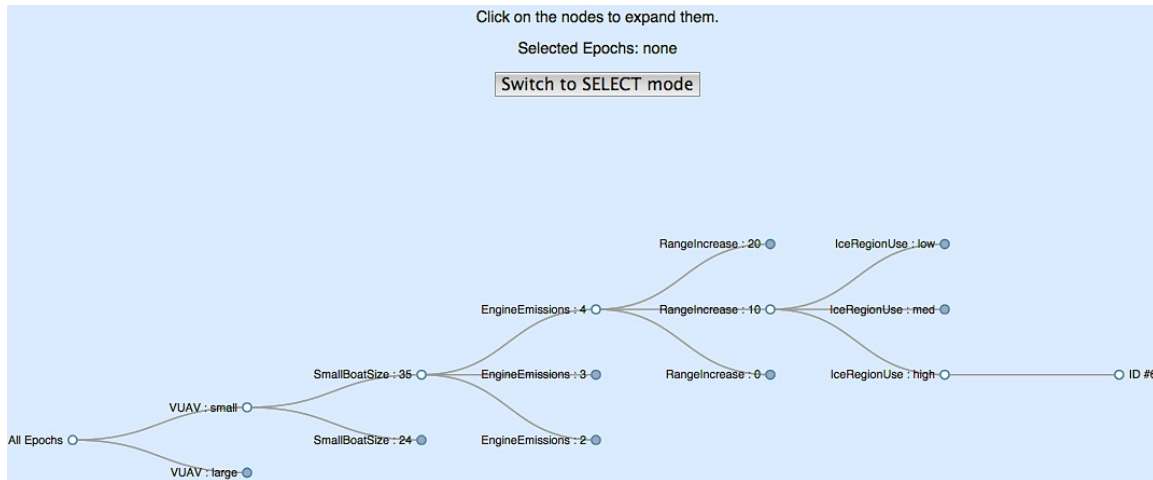 Click on the nodes to expand them.
Selected Epochs: none
Switch to SELECT mode
RangeIncrease : 20
IceRegionUse : low
EngineEmissions : 4
RangeIncrease : 10
IceRegionUse : med
SmallBoatSize : 35
EngineEmissions : 3
RangeIncrease : 0
IceRegionUse : high
ID #6
VUAV : small
All Epochs
SmallBoatSize : 24
EngineEmissions : 2
VUAV : large